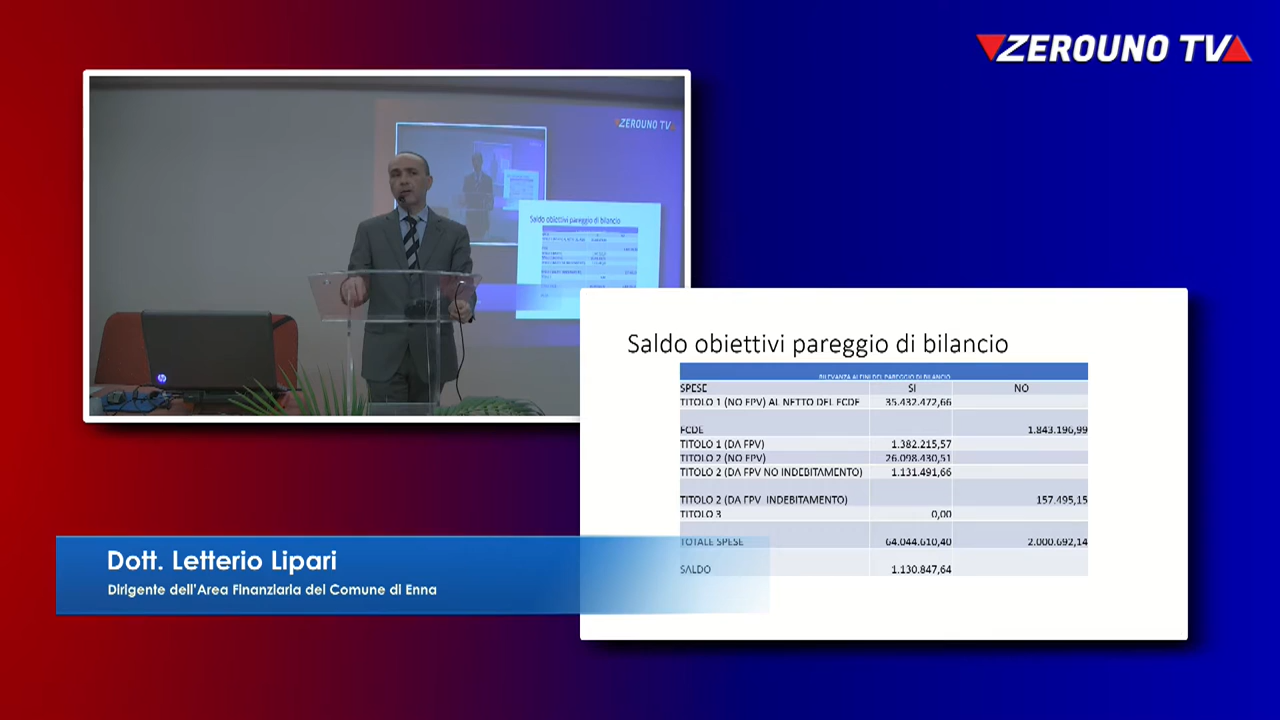 ZEROUNO TV
ZEROUNO TV
Saldo obiettivi pareggio di bilancio
Saldo obiettivi pareggio di bilancio
RILEVANZA AI FINI DEL PAREGGIO DI BILANCIO
SPESE SI NO
TITOLO 1 (NO FPV) AL NETTO DEL FCDE 35.432.472,66
FCDE 1.843.196,99
TITOLO 1 (DA FPV) 1.382.215,57
TITOLO 2 (NO FPV) 26.098.430,51
TITOLO 2 (DA FPV NO INDEBITAMENTO) 1.131.491,66
TITOLO 2 (DA FPV INDEBITAMENTO) 157.495,15
TITOLO 3 0,00
TOTALE SPESE 64.044.610,40 2.000.692,14
SALDO 1.130.847,64
Dott. Letterio Lipari
Dirigente dell'Area Finanziaria del Comune di Enna